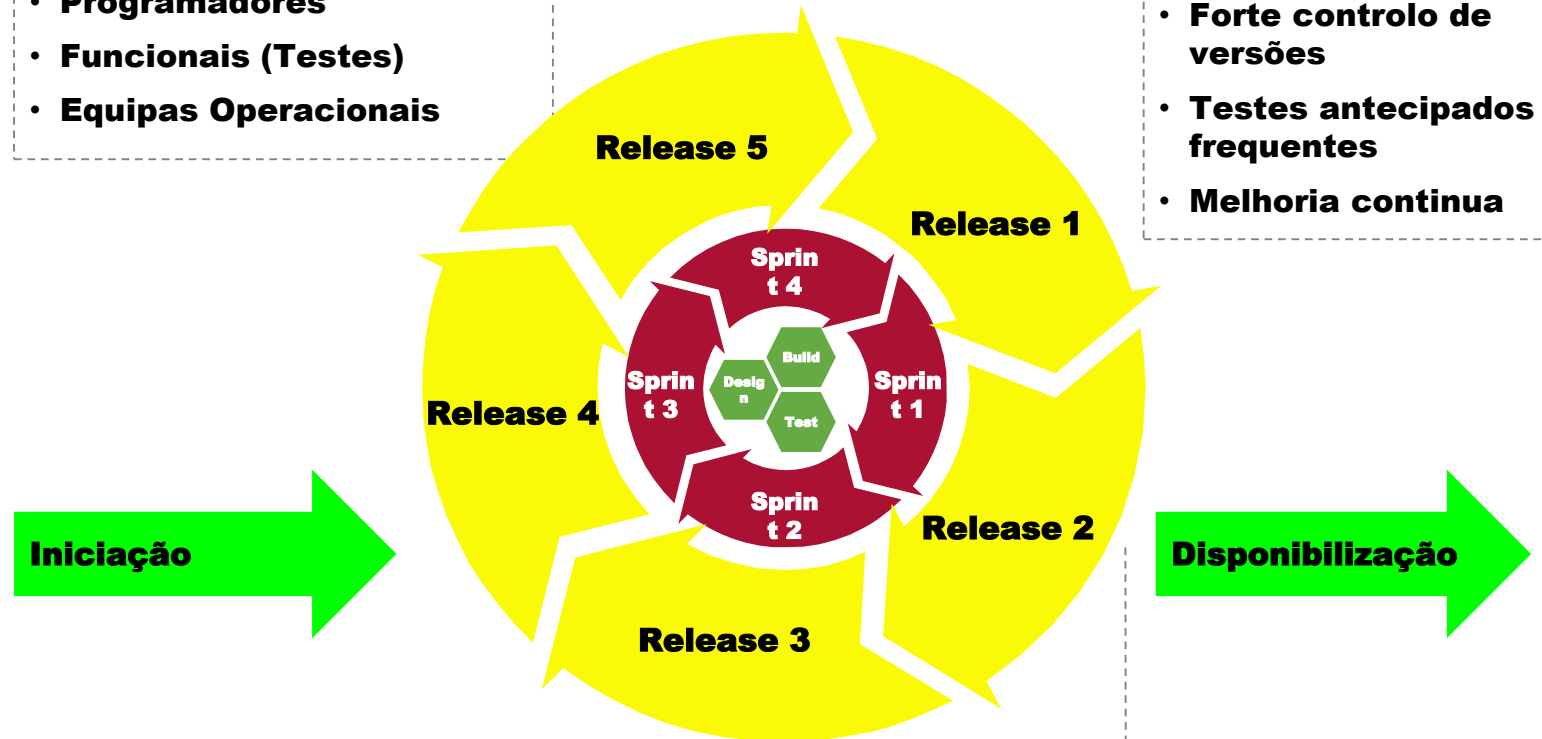 Programadores
Funcionais (Testes)
Equipas Operacionais
Forte controlo de
versões
Testes antecipados
frequentes
Melhoria continua
Release 5
Release 1
Sprin
t 4
Build
Desig
n
Test
Sprin
t 3
Sprin
t 1
Release 4
Sprin
t 2
Release 2
Iniciação
Disponibilização
Release 3